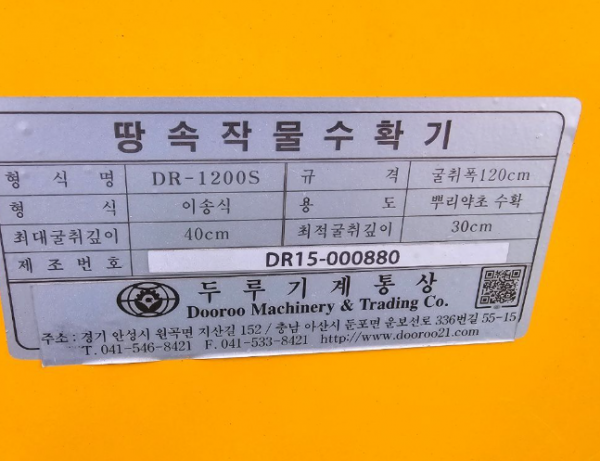 땅속작물수확기
형식명 DR-1200S 규격 굴취폭120cm
형식 이송식 용도 뿌리약초 수확
최대굴취깊이 40cm 최적굴취깊이 30cm
제조번호 DR15-000880
두루기계통상
Dooroo Machinery & Trading Co.
주소: 경기 안성시 원곡면 지산길 152 / 충남 아산시 둔포면 운보선로 336번길 55-15
T. 041-546-8421 F. 041-533-8421 http://www.dooroo21.com